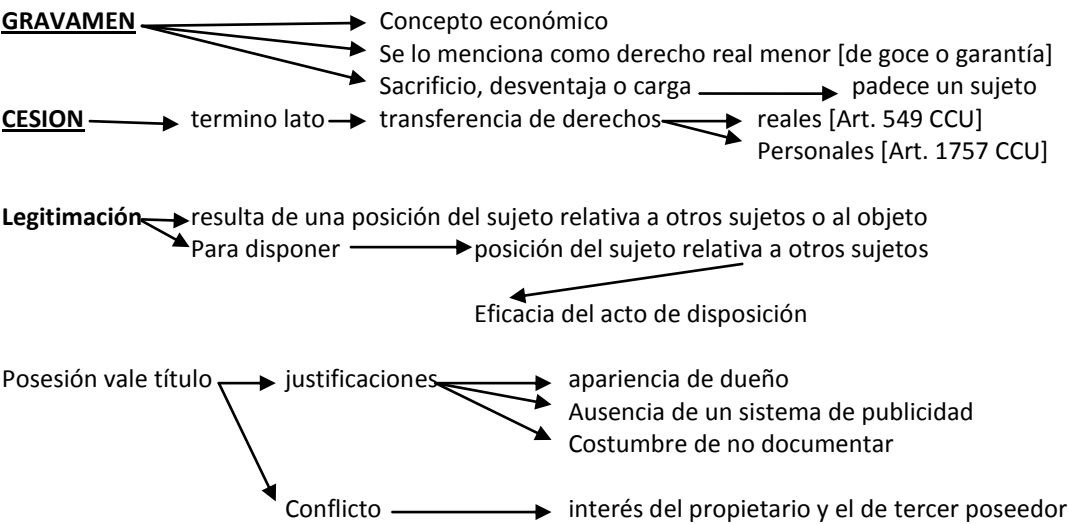 GRAVAMEN Concepto económico
Se lo menciona como derecho real menor [de goce o garantía]
Sacrificio, desventaja o carga padece un sujeto
CESION termino lato transferencia de derechos reales [Art. 549 CCU]
Personales [Art. 1757 CCU]
Legitimación resulta de una posición del sujeto relativa a otros sujetos o al objeto
Para disponer posición del sujeto relativa a otros sujetos
Eficacia del acto de disposición
Posesión vale título justificaciones apariencia de dueño
Ausencia de un sistema de publicidad
Costumbre de no documentar
Conflicto interés del propietario y el de tercer poseedor